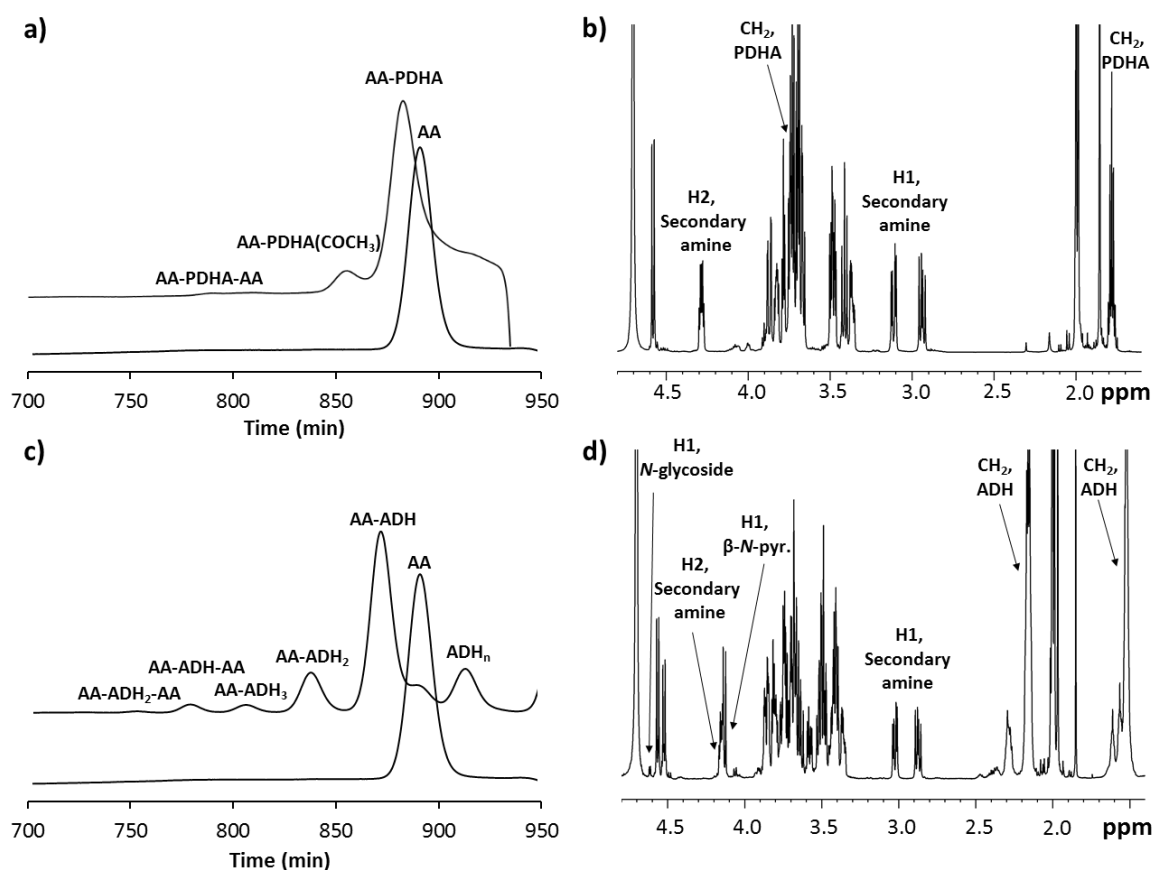 a)
AA-PDHA
AA
AA-PDHA(COCH₃)
AA-PDHA-AA
700 750 800 850 900 950
Time (min)
b)
CH₂,
PDHA
CH₂,
PDHA
H2,
Secondary
amine
H1,
Secondary
amine
4.5 4.0 3.5 3.0 2.5 2.0 ppm
c)
AA-ADH
AA
AA-ADH₂
ADHₙ
AA-ADH-AA
AA-ADH₂-AA
AA-ADH₃
700 750 800 850 900 950
Time (min)
d)
H1,
N-glycoside
H2,
Secondary
amine
H1,
β-N-pyr.
H1,
Secondary
amine
CH₂,
ADH
CH₂,
ADH
4.5 4.0 3.5 3.0 2.5 2.0 ppm